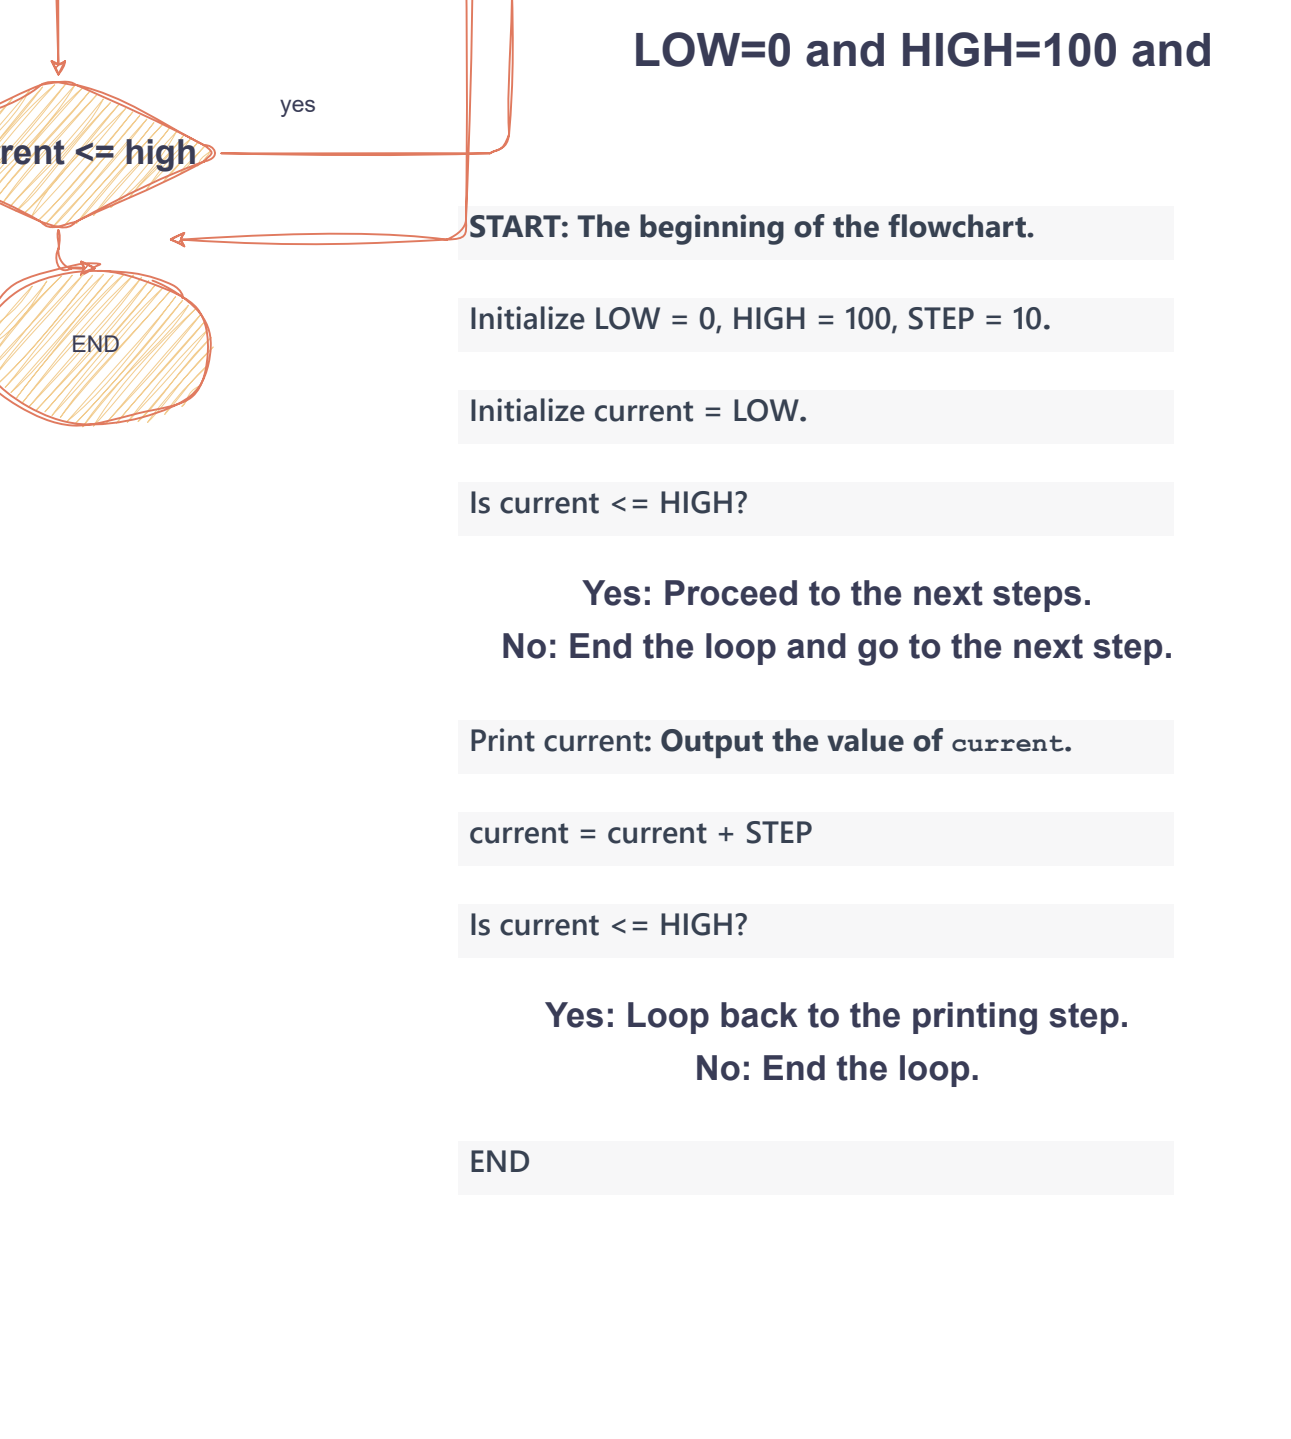 LOW=0 and HIGH=100 and
yes
rent <= high
START: The beginning of the flowchart.
END
Initialize LOW = 0, HIGH = 100, STEP = 10.
Initialize current = LOW.
Is current <= HIGH?
Yes: Proceed to the next steps.
No: End the loop and go to the next step.
Print current: Output the value of current.
current = current + STEP
Is current <= HIGH?
Yes: Loop back to the printing step.
No: End the loop.
END